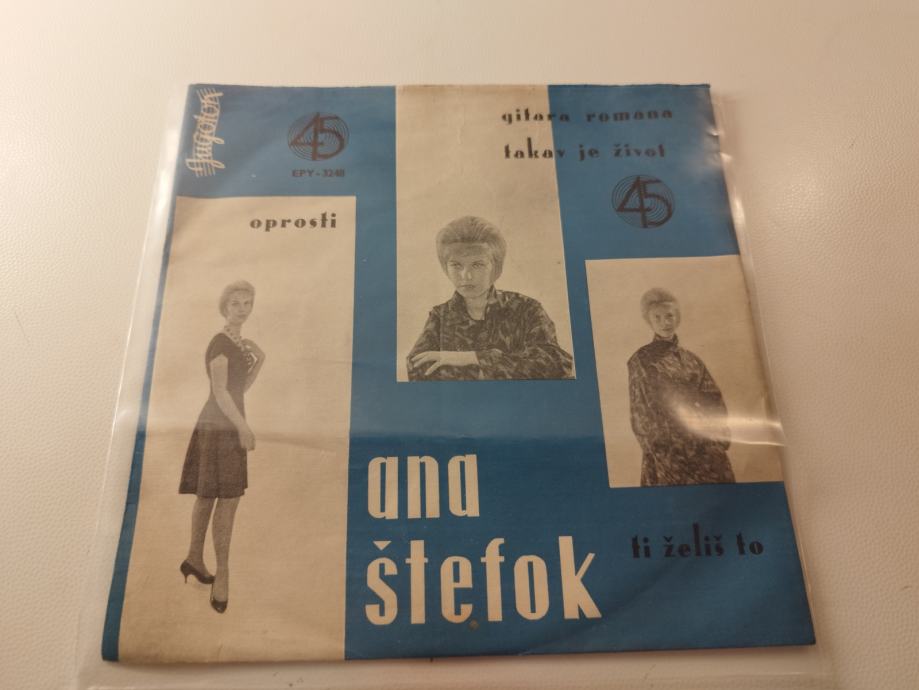 Jugoton
45
EPY-3248
gitara romana
takav je život
45
oprosti
ana
štefok
ti želiš to